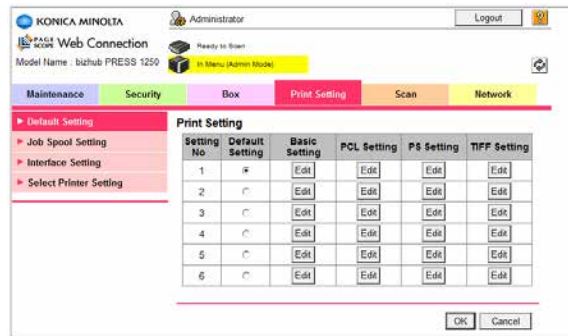 KONICA MINOLTA
Administrator
Logout
?
PAGE SCOPE Web Connection
Ready to Scan
Model Name : bizhub PRESS 1250
In Menu (Admin Mode)
Maintenance Security Box Print Setting Scan Network
Default Setting
Job Spool Setting
Interface Setting
Select Printer Setting
Print Setting
Setting No Default Setting Basic Setting PCL Setting PS Setting TIFF Setting
1 Edit Edit Edit Edit
2 Edit Edit Edit Edit
3 Edit Edit Edit Edit
4 Edit Edit Edit Edit
5 Edit Edit Edit Edit
6 Edit Edit Edit Edit
OK Cancel